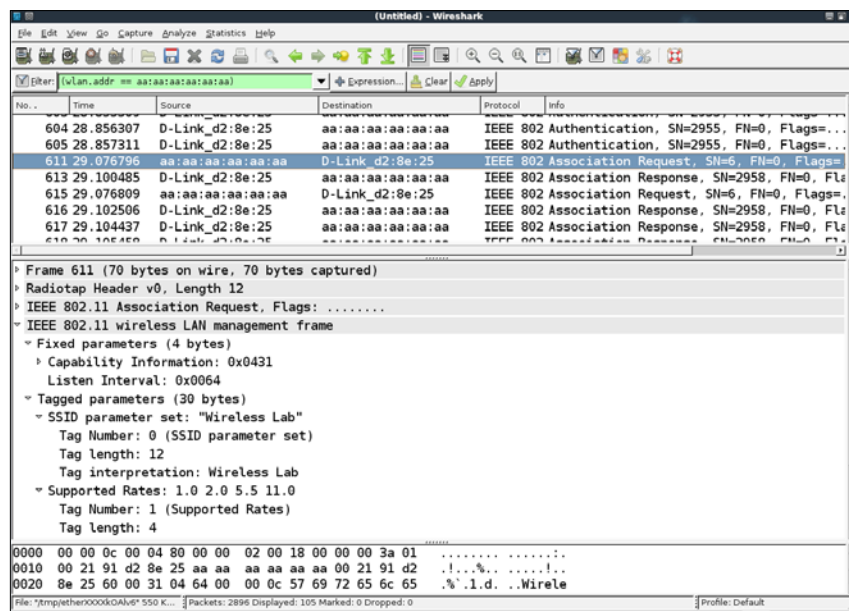 (Untitled) - Wireshark
File Edit View Go Capture Analyze Statistics Help
Filter: (wlan.addr == aa:aa:aa:aa:aa:aa) Expression... Clear Apply
No. . Time Source Destination Protocol Info
604 28.856307 D-Link_d2:8e:25 aa:aa:aa:aa:aa:aa IEEE 802 Authentication, SN=2955, FN=0, Flags=...
605 28.857311 D-Link_d2:8e:25 aa:aa:aa:aa:aa:aa IEEE 802 Authentication, SN=2955, FN=0, Flags=...
611 29.076796 aa:aa:aa:aa:aa:aa D-Link_d2:8e:25 IEEE 802 Association Request, SN=6, FN=0, Flags=
613 29.100485 D-Link_d2:8e:25 aa:aa:aa:aa:aa:aa IEEE 802 Association Response, SN=2958, FN=0, Fla
615 29.076809 aa:aa:aa:aa:aa:aa D-Link_d2:8e:25 IEEE 802 Association Request, SN=6, FN=0, Flags=.
616 29.102506 D-Link_d2:8e:25 aa:aa:aa:aa:aa:aa IEEE 802 Association Response, SN=2958, FN=0, Fla
617 29.104437 D-Link_d2:8e:25 aa:aa:aa:aa:aa:aa IEEE 802 Association Response, SN=2958, FN=0, Fla
Frame 611 (70 bytes on wire, 70 bytes captured)
Radiotap Header v0, Length 12
IEEE 802.11 Association Request, Flags: ........
IEEE 802.11 wireless LAN management frame
Fixed parameters (4 bytes)
Capability Information: 0x0431
Listen Interval: 0x0064
Tagged parameters (30 bytes)
SSID parameter set: "Wireless Lab"
Tag Number: 0 (SSID parameter set)
Tag length: 12
Tag interpretation: Wireless Lab
Supported Rates: 1.0 2.0 5.5 11.0
Tag Number: 1 (Supported Rates)
Tag length: 4
0000 00 00 0c 00 04 80 00 00 02 00 18 00 00 00 3a 01 ........ ......:.
0010 00 21 91 d2 8e 25 aa aa aa aa aa aa 00 21 91 d2 .!...%.. .....!..
0020 8e 25 60 00 31 04 64 00 00 0c 57 69 72 65 6c 65 .%`.1.d. ..Wirele
File: "/tmp/etherXXXXkOAlv6" 550 K... Packets: 2896 Displayed: 105 Marked: 0 Dropped: 0 Profile: Default